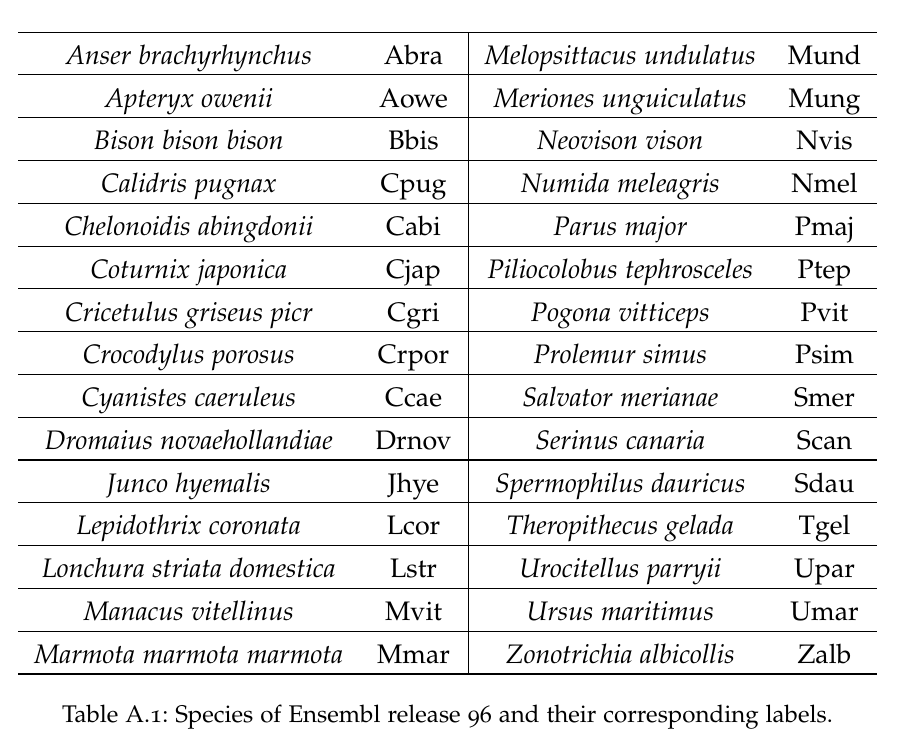 Anser brachyrhynchus Abra Melopsittacus undulatus Mund
Apteryx owenii Aowe Meriones unguiculatus Mung
Bison bison bison Bbis Neovison vison Nvis
Calidris pugnax Cpug Numida meleagris Nmel
Chelonoidis abingdonii Cabi Parus major Pmaj
Coturnix japonica Cjap Piliocolobus tephrosceles Ptep
Cricetulus griseus picr Cgri Pogona vitticeps Pvit
Crocodylus porosus Crpor Prolemur simus Psim
Cyanistes caeruleus Ccae Salvator merianae Smer
Dromaius novaehollandiae Drnov Serinus canaria Scan
Junco hyemalis Jhye Spermophilus dauricus Sdau
Lepidothrix coronata Lcor Theropithecus gelada Tgel
Lonchura striata domestica Lstr Urocitellus parryii Upar
Manacus vitellinus Mvit Ursus maritimus Umar
Marmota marmota marmota Mmar Zonotrichia albicollis Zalb
Table A.1: Species of Ensembl release 96 and their corresponding labels.